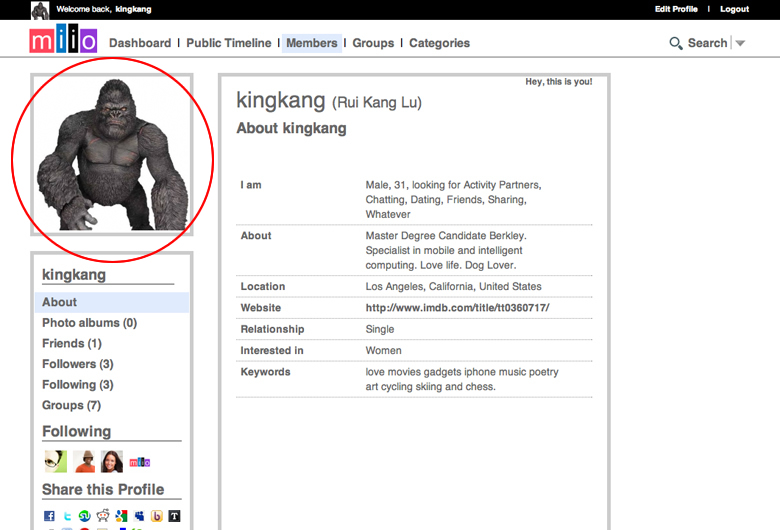 Welcome back, kingkang
Edit Profile | Logout
miio
Dashboard | Public Timeline | Members | Groups | Categories
Search
Hey, this is you!
kingkang (Rui Kang Lu)
About kingkang
I am
Male, 31, looking for Activity Partners,
Chatting, Dating, Friends, Sharing,
Whatever
About
Master Degree Candidate Berkley.
Specialist in mobile and intelligent
computing. Love life. Dog Lover.
Location
Los Angeles, California, United States
Website
http://www.imdb.com/title/tt0360717/
Relationship
Single
Interested in
Women
Keywords
love movies gadgets iphone music poetry
art cycling skiing and chess.
kingkang
About
Photo albums (0)
Friends (1)
Followers (3)
Following (3)
Groups (7)
Following
miio
Share this Profile